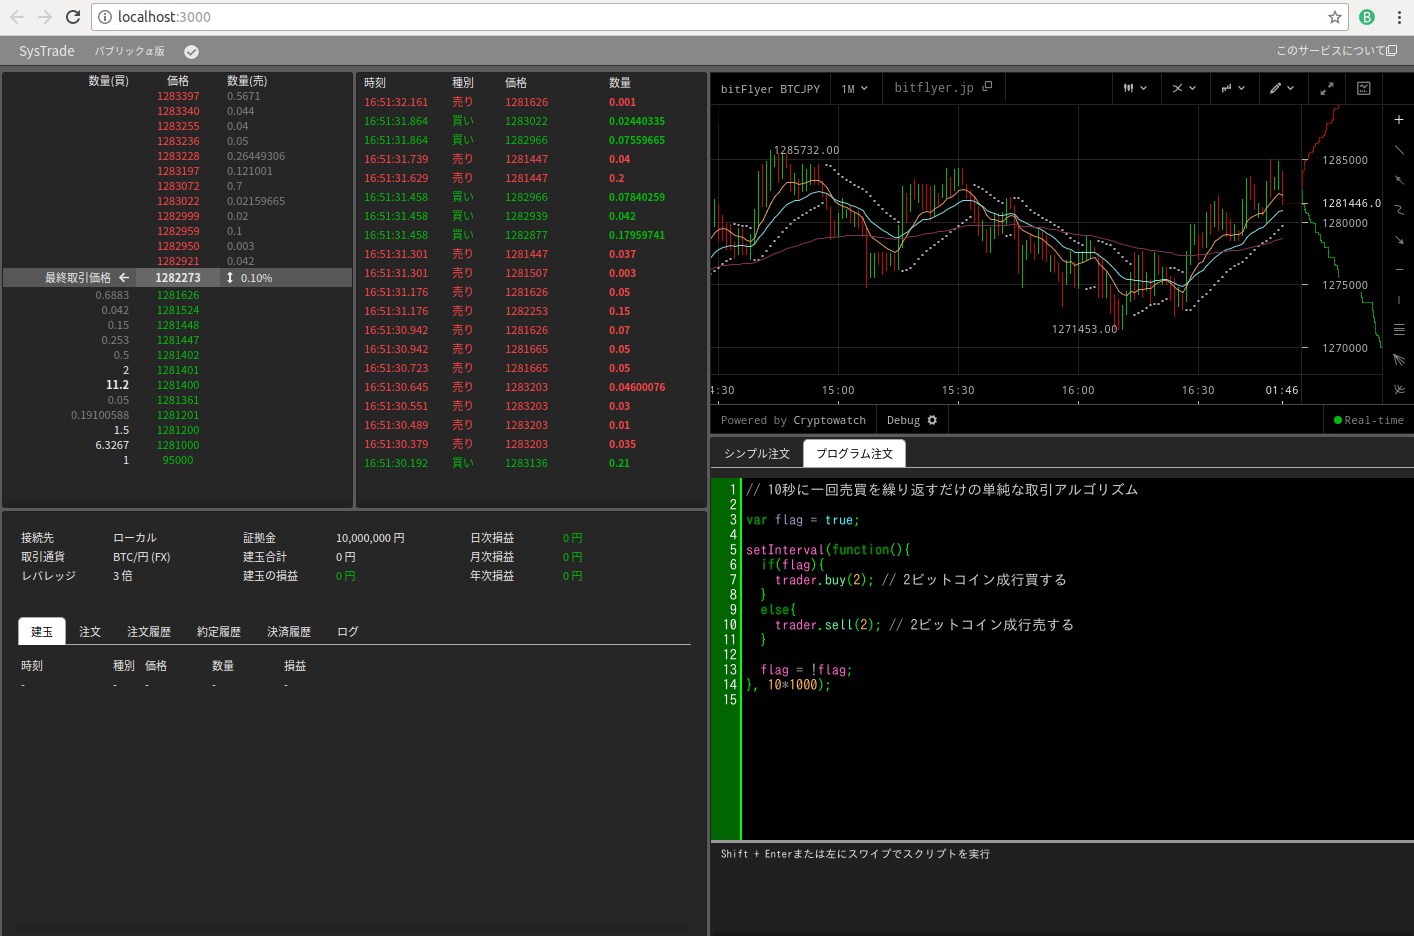 localhost:3000
B
SysTrade パブリックα版 このサービスについて
数量(買) 価格 数量(売)
1283397 0.5671
1283340 0.044
1283255 0.04
1283236 0.05
1283228 0.26449306
1283197 0.121001
1283072 0.7
1283022 0.02159665
1282999 0.02
1282959 0.1
1282950 0.003
1282921 0.042
最終取引価格 ← 1282273 0.10%
0.6883 1281626
0.042 1281524
0.15 1281448
0.253 1281447
0.5 1281402
2 1281401
11.2 1281400
0.05 1281361
0.19100588 1281201
1.5 1281200
6.3267 1281000
1 95000
時刻 種別 価格 数量
16:51:32.161 売り 1281626 0.001
16:51:31.864 買い 1283022 0.02440335
16:51:31.864 買い 1282966 0.07559665
16:51:31.739 売り 1281447 0.04
16:51:31.629 売り 1281447 0.2
16:51:31.458 買い 1282966 0.07840259
16:51:31.458 買い 1282939 0.042
16:51:31.458 買い 1282877 0.17959741
16:51:31.301 売り 1281447 0.037
16:51:31.301 売り 1281507 0.003
16:51:31.176 売り 1281626 0.05
16:51:31.176 売り 1282253 0.15
16:51:30.942 売り 1281626 0.07
16:51:30.942 売り 1281665 0.05
16:51:30.723 売り 1281665 0.05
16:51:30.645 売り 1283203 0.04600076
16:51:30.551 売り 1283203 0.03
16:51:30.489 売り 1283203 0.01
16:51:30.379 売り 1283203 0.035
16:51:30.192 買い 1283136 0.21
bitFlyer BTCJPY 1M bitflyer.jp
1285732.00
1285000
1281446.0
1280000
1275000
1271453.00
1270000
4:30 15:00 15:30 16:00 16:30 01:46
Powered by Cryptowatch Debug Real-time
接続先 ローカル 証拠金 10,000,000 円 日次損益 0 円
取引通貨 BTC/円 (FX) 建玉合計 0 円 月次損益 0 円
レバレッジ 3 倍 建玉の損益 0 円 年次損益 0 円
建玉 注文 注文履歴 約定履歴 決済履歴 ログ
時刻 種別 価格 数量 損益
- - - - -
シンプル注文 プログラム注文
1 // 10秒に一回売買を繰り返すだけの単純な取引アルゴリズム
2
3 var flag = true;
4
5 setInterval(function(){
6 if(flag){
7 trader.buy(2); // 2ビットコイン成行買する
8 }
9 else{
10 trader.sell(2); // 2ビットコイン成行売する
11 }
12
13 flag = !flag;
14 }, 10*1000);
15
Shift + Enterまたは左にスワイプでスクリプトを実行